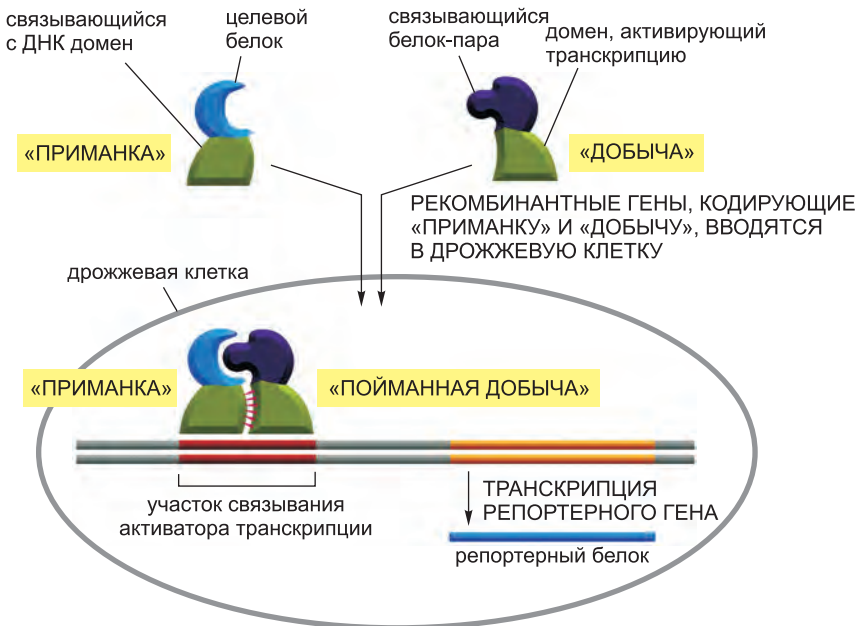 связывающийся
с ДНК домен
целевой
белок
связывающийся
белок-пара
домен, активирующий
транскрипцию
«ПРИМАНКА»
«ДОБЫЧА»
РЕКОМБИНАНТНЫЕ ГЕНЫ, КОДИРУЮЩИЕ
«ПРИМАНКУ» И «ДОБЫЧУ», ВВОДЯТСЯ
В ДРОЖЖЕВУЮ КЛЕТКУ
дрожжевая клетка
«ПРИМАНКА»
«ПОЙМАННАЯ ДОБЫЧА»
участок связывания
активатора транскрипции
ТРАНСКРИПЦИЯ
РЕПОРТЕРНОГО ГЕНА
репортерный белок